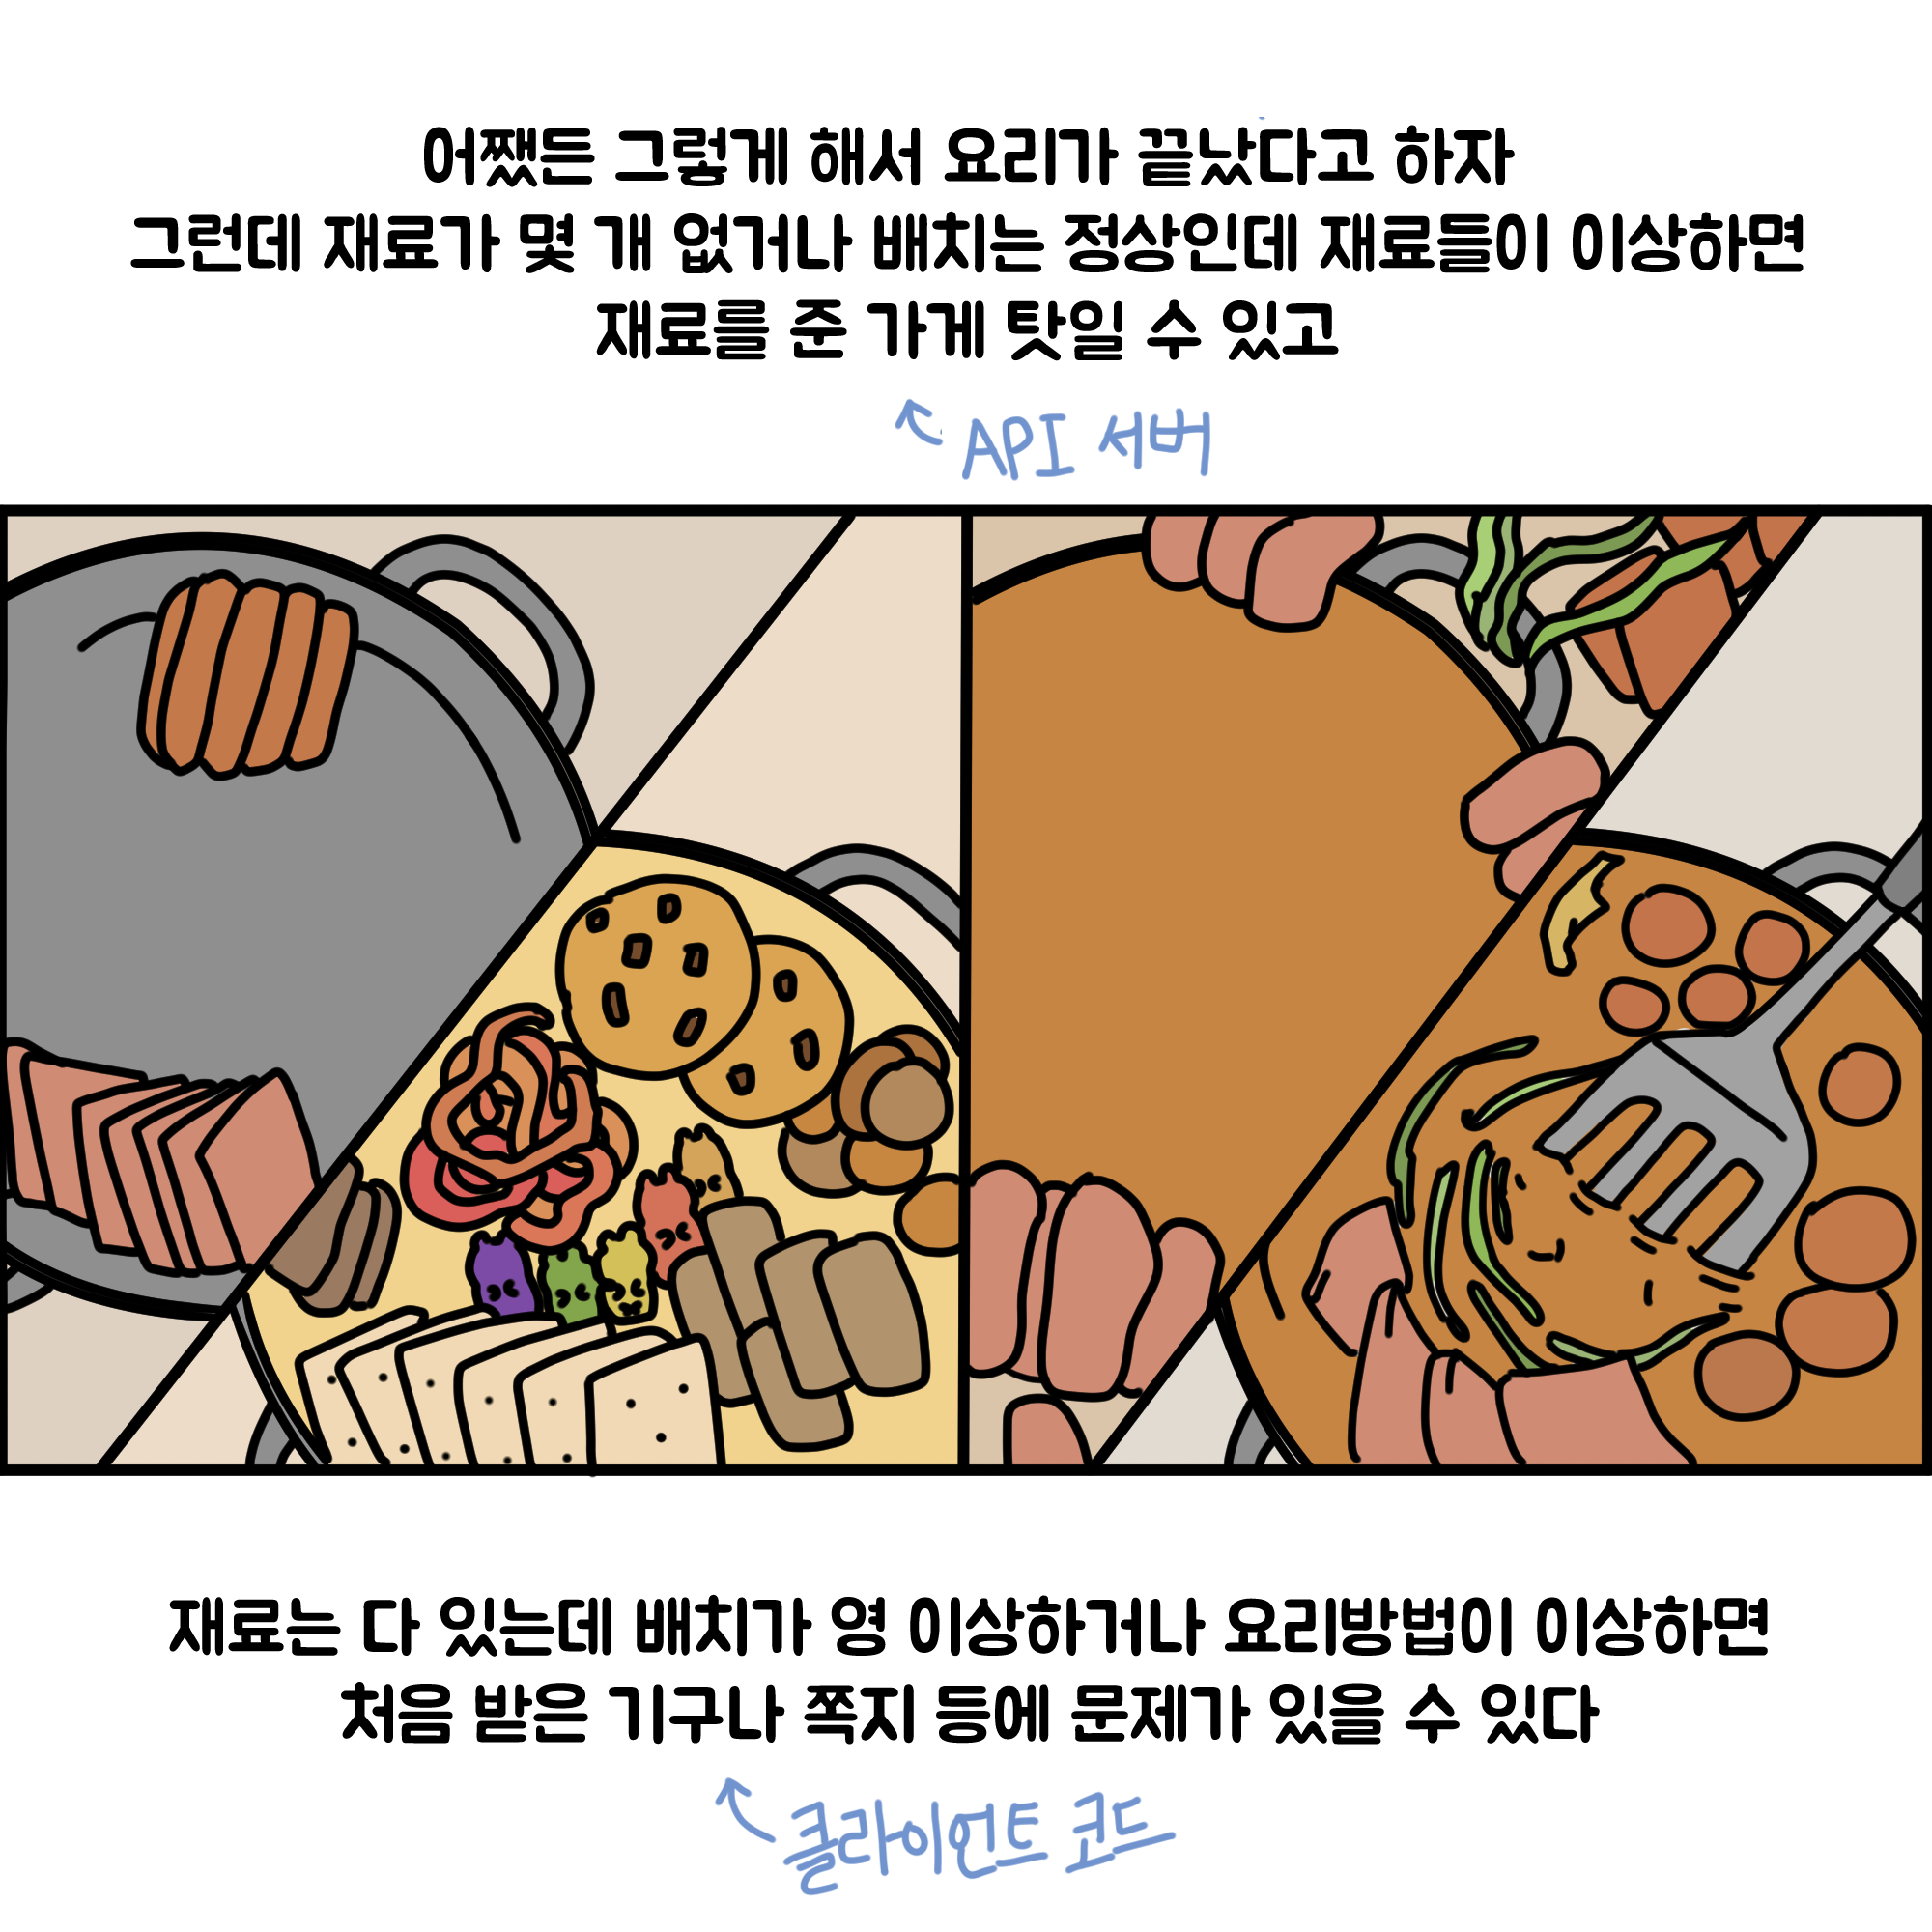 어쨌든 그렇게 해서 요리가 끝났다고 하자
그런데 재료가 몇 개 없거나 배치는 정상인데 재료들이 이상하면
재료를 준 가게 탓일 수 있고
API 서버
재료는 다 있는데 배치가 영 이상하거나 요리방법이 이상하면
처음 받은 기구나 쪽지 등에 문제가 있을 수 있다
클라이언트 코드